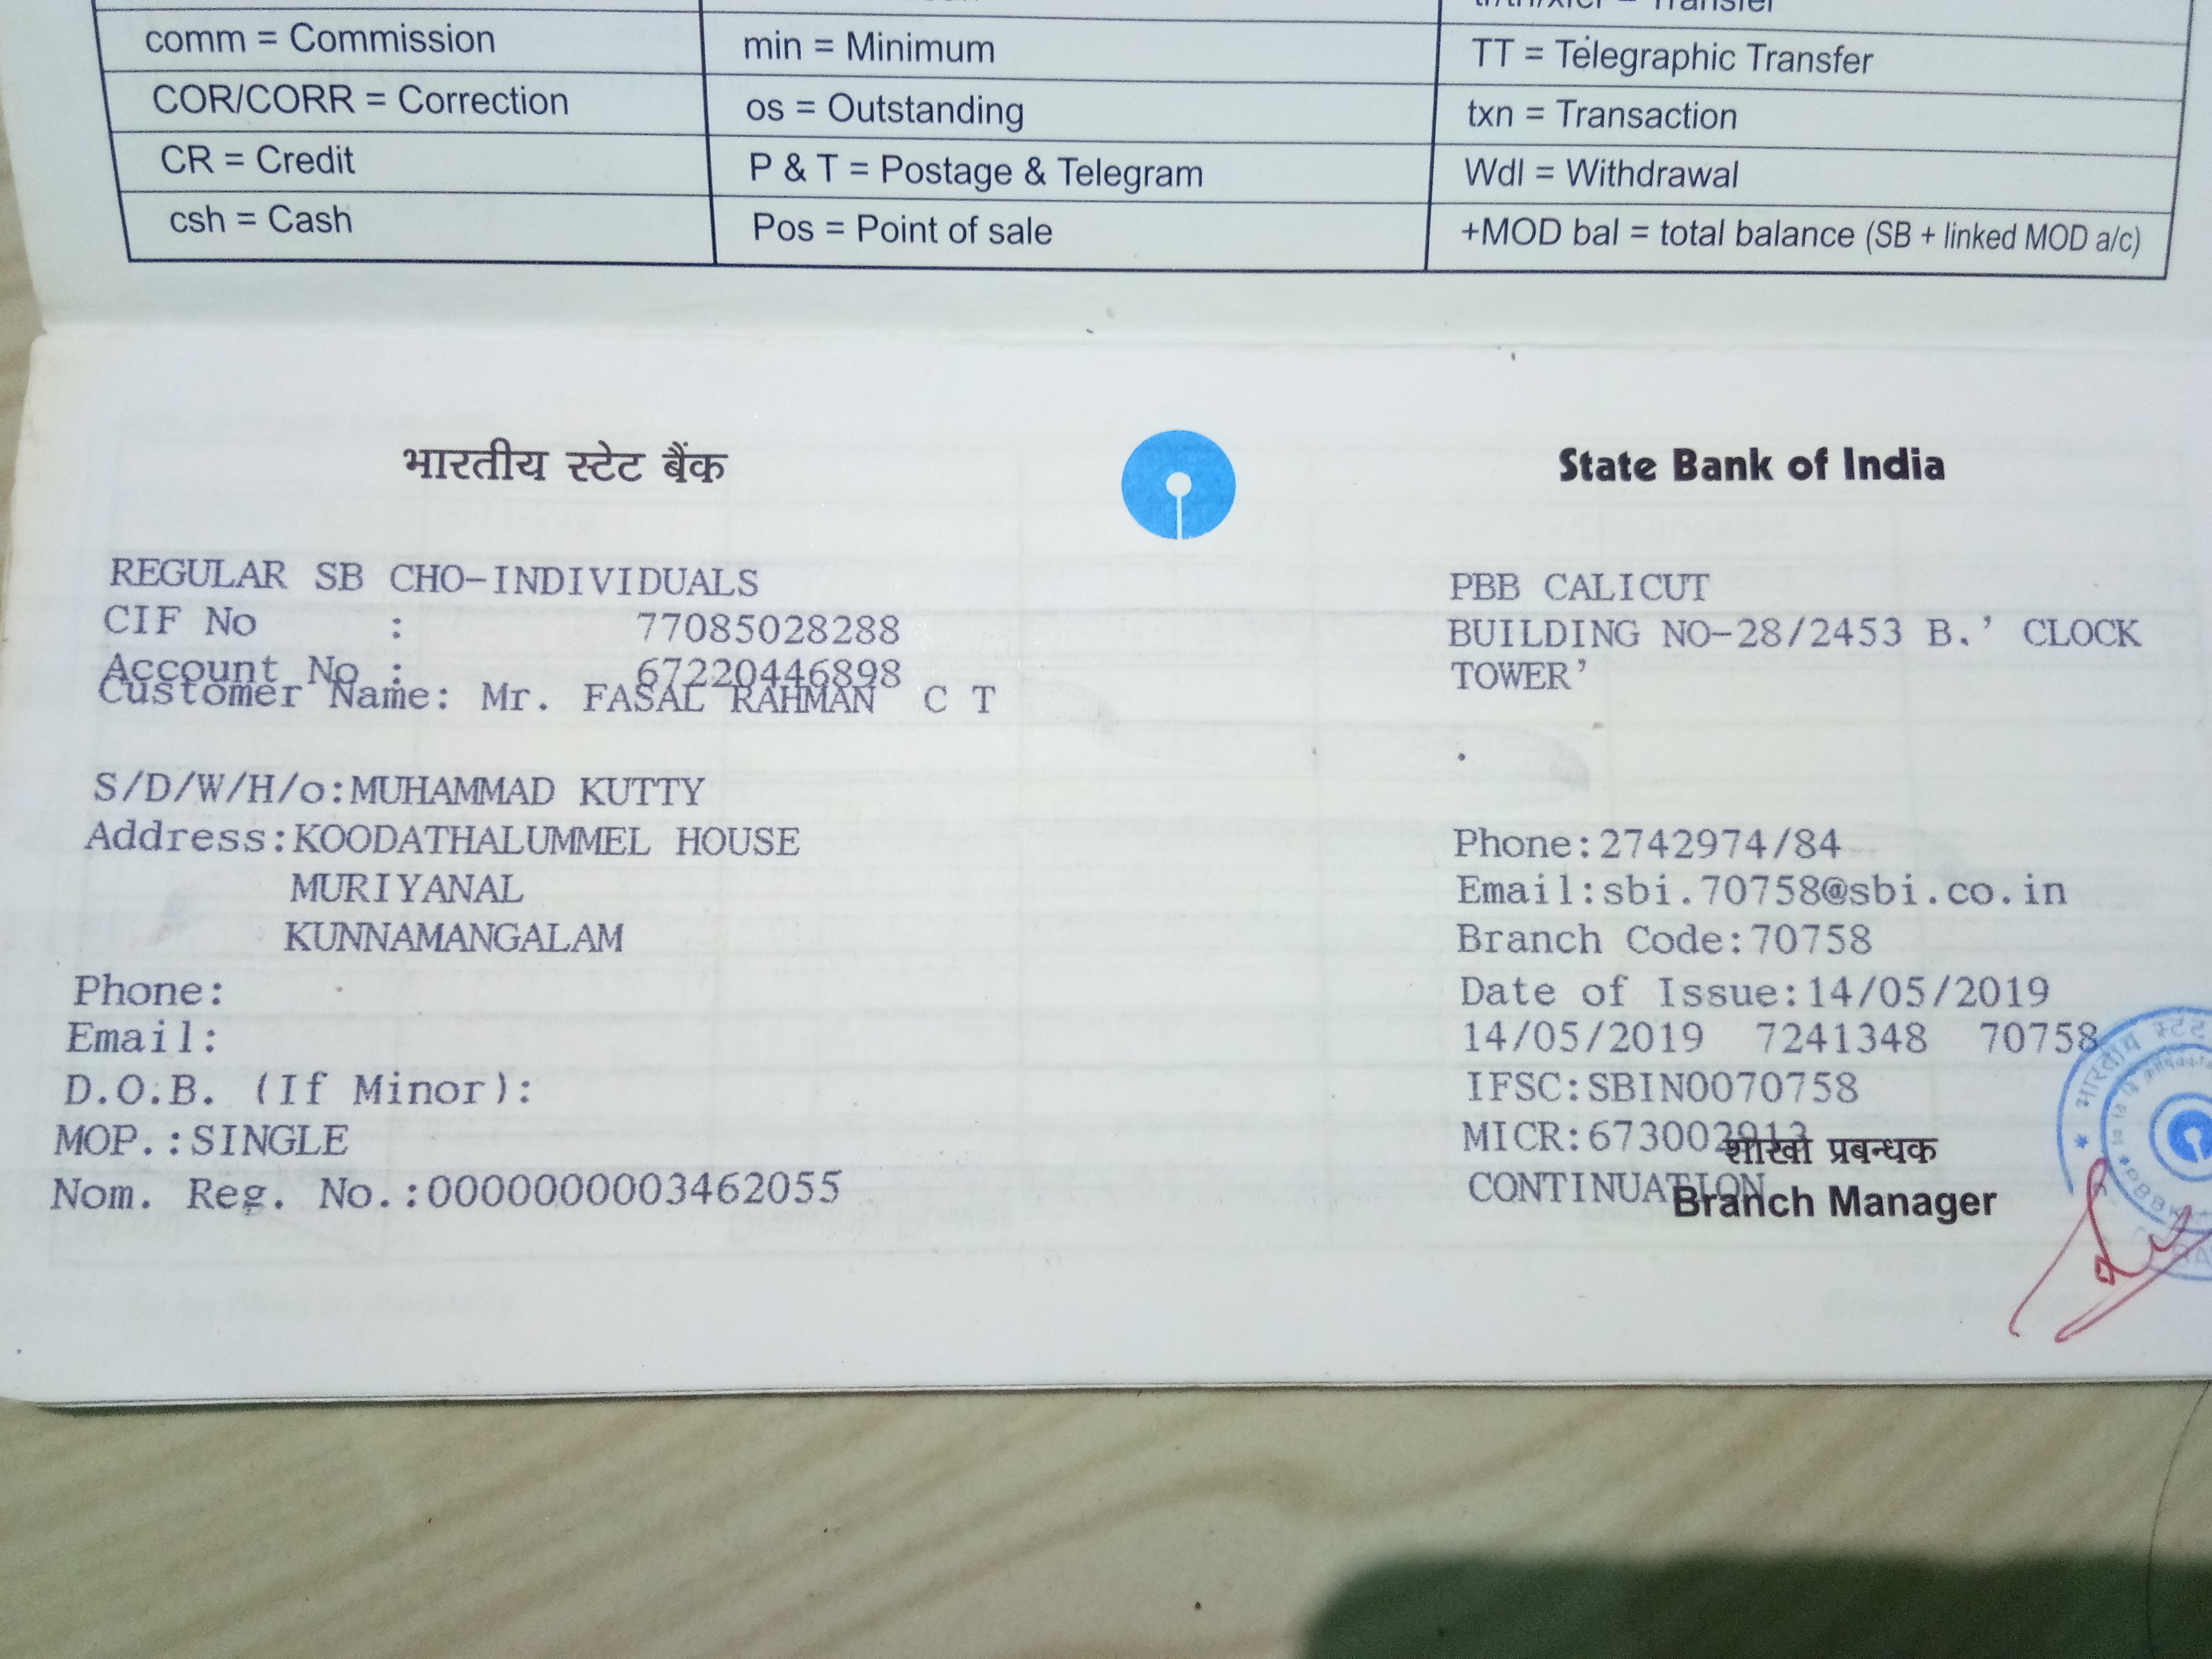 comm = Commission
min = Minimum
TT = Telegraphic Transfer
COR/CORR = Correction
os = Outstanding
txn = Transaction
CR = Credit
P & T = Postage & Telegram
Wdl = Withdrawal
csh = Cash
Pos = Point of sale
+MOD bal = total balance (SB + linked MOD a/c)
भारतीय स्टेट बैंक
State Bank of India
REGULAR SB CHO-INDIVIDUALS
CIF No : 77085028288
Account No : 67220446898
Customer Name: Mr. FASAL RAHMAN C T
S/D/W/H/o:MUHAMMAD KUTTY
Address:KOODATHALUMMEL HOUSE
MURIYANAL
KUNNAMANGALAM
Phone:
Email:
D.O.B. (If Minor):
MOP.:SINGLE
Nom. Reg. No.:0000000003462055
PBB CALICUT
BUILDING NO-28/2453 B.' CLOCK
TOWER'
.
Phone:2742974/84
Email:sbi.70758@sbi.co.in
Branch Code:70758
Date of Issue:14/05/2019
14/05/2019 7241348 70758
IFSC:SBIN0070758
MICR:673002913
शाखा प्रबन्धक
CONTINUATION
Branch Manager
भारतीय स्टेट